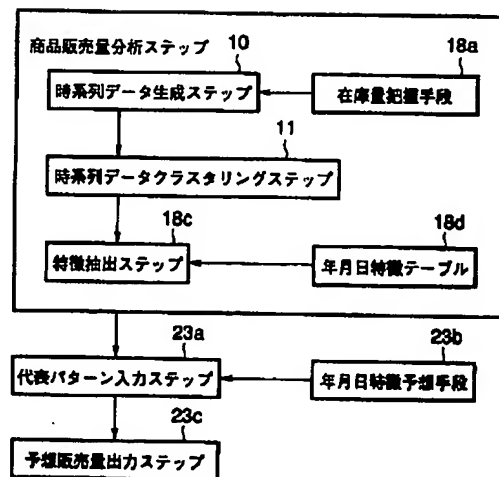 商品販売量分析ステップ
10
18a
時系列データ生成ステップ
在庫量把握手段
11
時系列データクラスタリングステップ
18c
18d
特徴抽出ステップ
年月日特徴テーブル
23a
23b
代表パターン入力ステップ
年月日特徴予想手段
23c
予想販売量出力ステップ